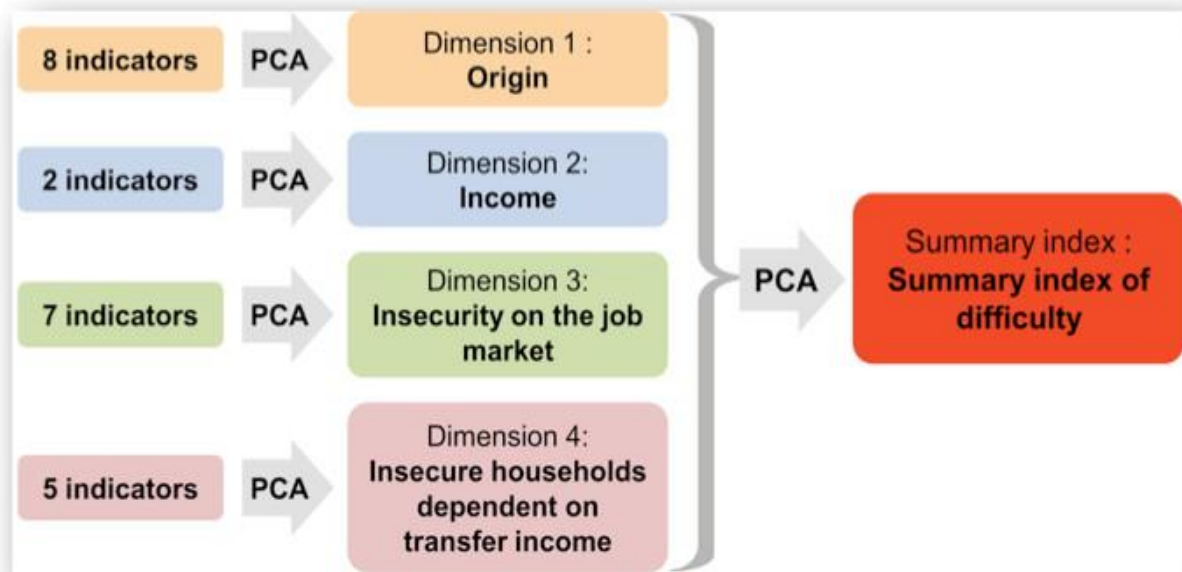 8 indicators
PCA
Dimension 1 :
Origin
2 indicators
PCA
Dimension 2:
Income
7 indicators
PCA
Dimension 3:
Insecurity on the job
market
5 indicators
PCA
Dimension 4:
Insecure households
dependent on
transfer income
PCA
Summary index :
Summary index of
difficulty